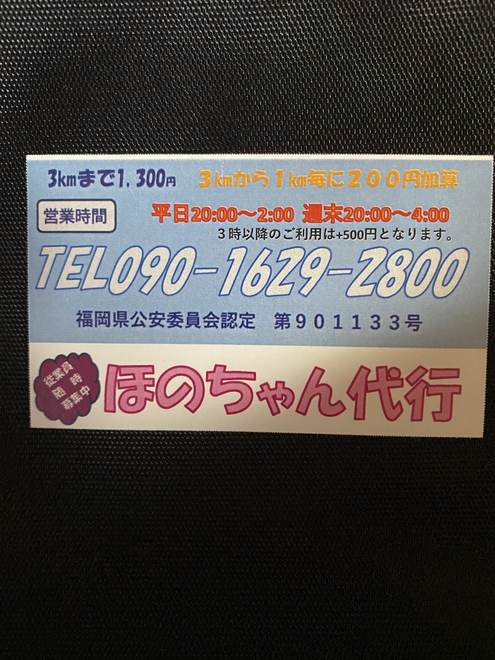 3kmまで1,300円 3kmから1km毎に200円加算
営業時間 平日20:00～2:00 週末20:00～4:00
3時以降のご利用は+500円となります。
TEL090-1629-2800
福岡県公安委員会認定 第901133号
従業員
随時
募集中
ほのちゃん代行